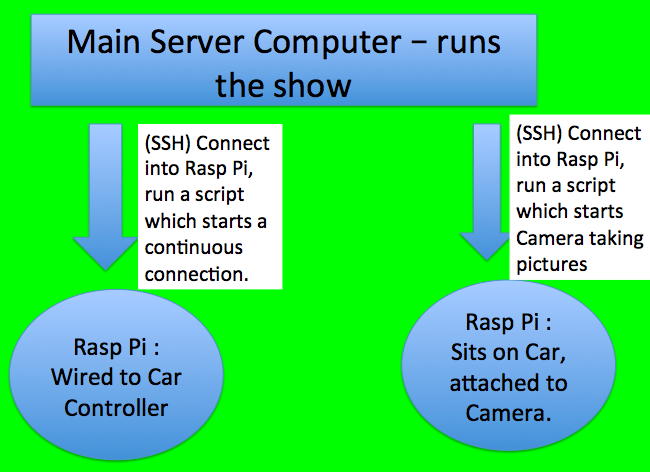 Main Server Computer – runs
the show
(SSH) Connect
into Rasp Pi,
run a script
which starts a
continuous
connection.
(SSH) Connect
into Rasp Pi,
run a script
which starts
Camera taking
pictures
Rasp Pi :
Wired to Car
Controller
Rasp Pi :
Sits on Car,
attached to
Camera.